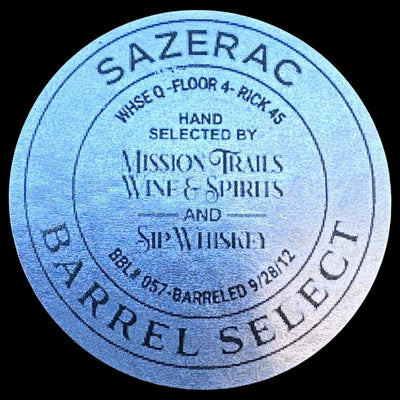 SAZERAC
WHSE Q -FLOOR 4- RICK 45
HAND
SELECTED BY
MISSION TRAILS
WINE & SPIRITS
AND
SIP WHISKEY
BBL# 057-BARRELED 9/28/12
BARREL SELECT